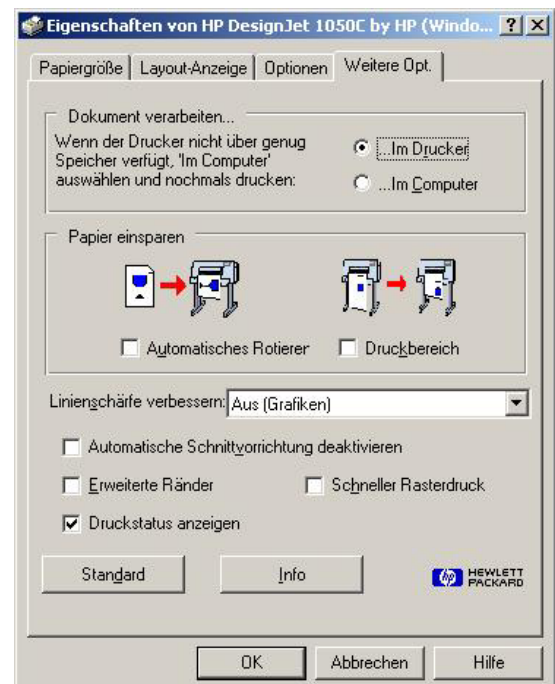 Eigenschaften von HP DesignJet 1050C by HP (Windo...
Papiergröße Layout-Anzeige Optionen Weitere Opt.
Dokument verarbeiten...
Wenn der Drucker nicht über genug
Speicher verfügt, 'Im Computer'
auswählen und nochmals drucken:
...Im Drucker
...Im Computer
Papier einsparen
Automatisches Rotierer
Druckbereich
Linienschärfe verbessern: Aus (Grafiken)
Automatische Schnittvorrichtung deaktivieren
Erweiterte Ränder
Schneller Rasterdruck
Druckstatus anzeigen
Standard
Info
hp HEWLETT
PACKARD
OK Abbrechen Hilfe